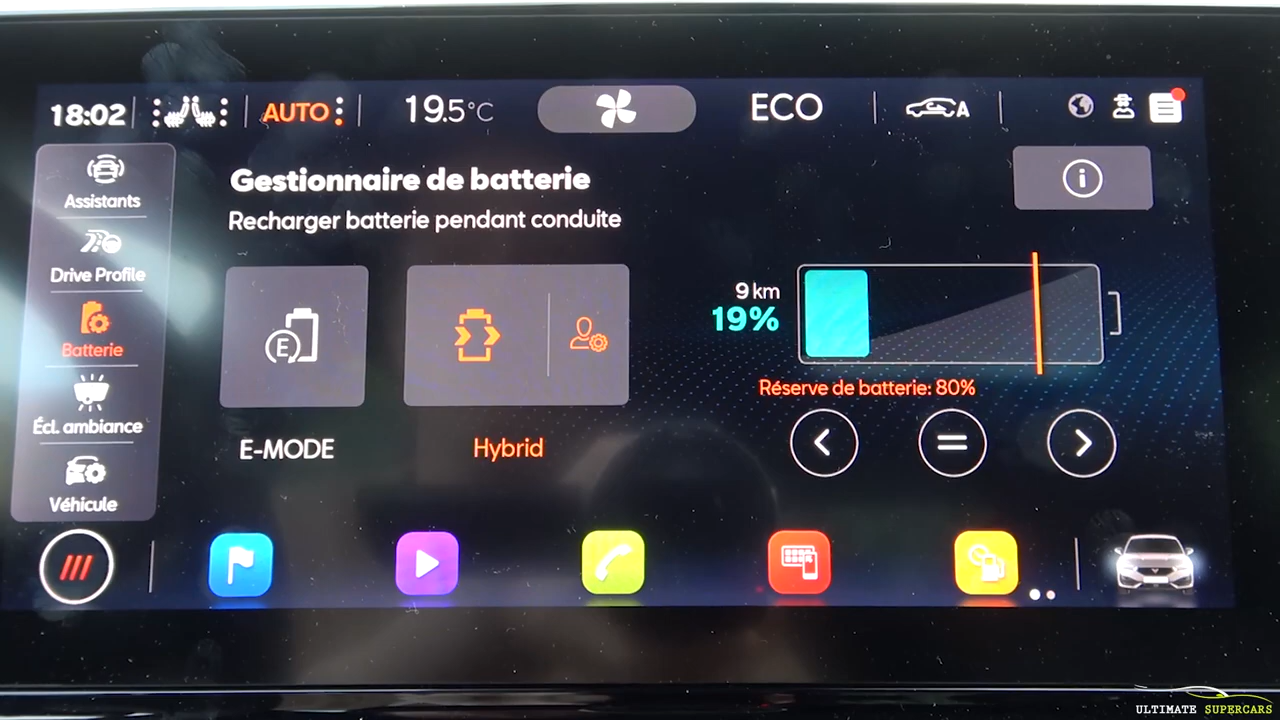 18:02
AUTO
19.5°C
ECO
A
Assistants
Drive Profile
Batterie
Écl. ambiance
Véhicule
Gestionnaire de batterie
Recharger batterie pendant conduite
i
E
E-MODE
Hybrid
9 km
19%
Réserve de batterie: 80%
ULTIMATE SUPERCARS